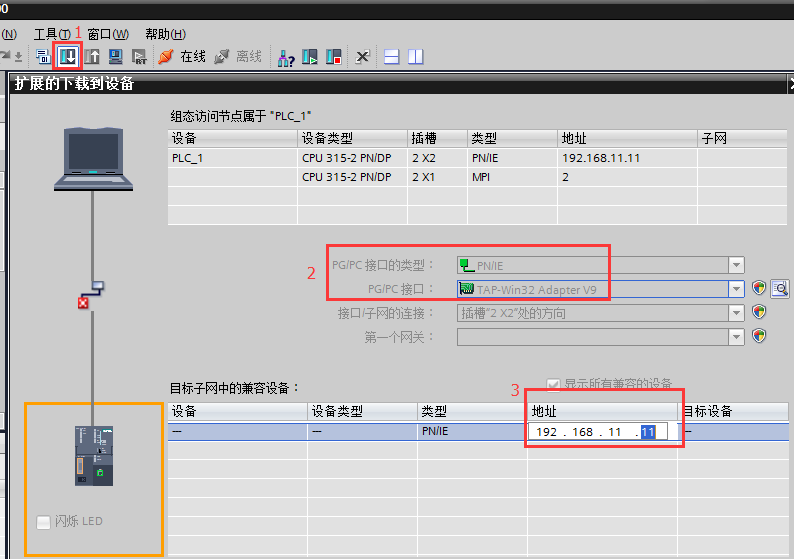 00
(N) 工具(T) 1 窗口(W) 帮助(H)
RT 在线 离线
扩展的下载到设备
组态访问节点属于 "PLC_1"
设备 设备类型 插槽 类型 地址 子网
PLC_1 CPU 315-2 PN/DP 2 X2 PN/IE 192.168.11.11
CPU 315-2 PN/DP 2 X1 MPI 2
PG/PC 接口的类型： PN/IE
2
PG/PC 接口： TAP-Win32 Adapter V9
接口/子网的连接： 插槽"2 X2"处的方向
第一个网关：
目标子网中的兼容设备： 显示所有兼容的设备
3
设备 设备类型 类型 地址 目标设备
— — PN/IE 192 . 168 . 11 . 11 —
闪烁 LED